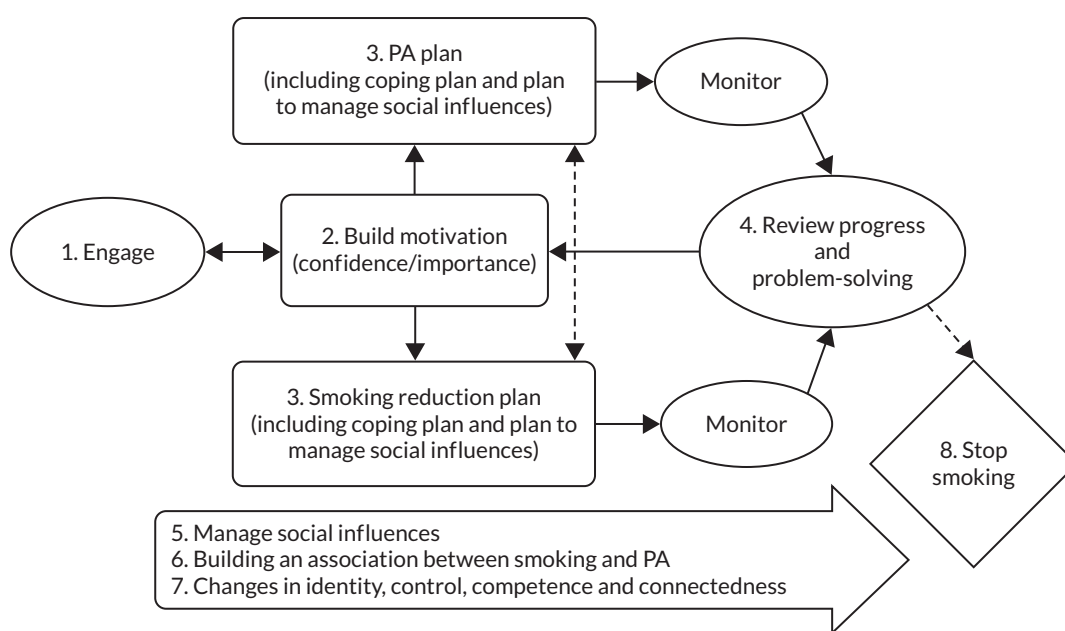 3. PA plan
(including coping plan and plan
to manage social influences)
Monitor
1. Engage
2. Build motivation
(confidence/importance)
4. Review progress
and
problem-solving
3. Smoking reduction plan
(including coping plan and plan to
manage social influences)
Monitor
8. Stop
smoking
5. Manage social influences
6. Building an association between smoking and PA
7. Changes in identity, control, competence and connectedness